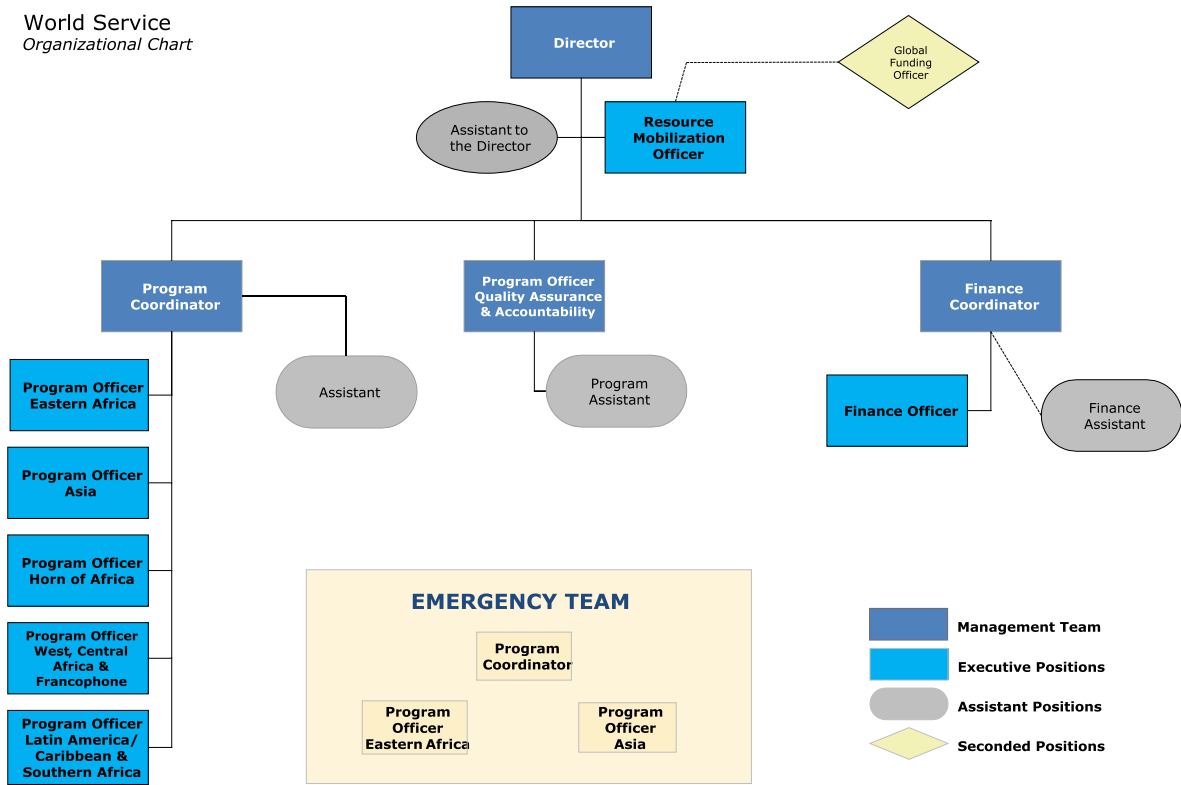 World Service
Organizational Chart
Director
Global
Funding
Officer
Assistant to
the Director
Resource
Mobilization
Officer
Program
Coordinator
Program Officer
Quality Assurance
& Accountability
Finance
Coordinator
Program Officer
Eastern Africa
Assistant
Program
Assistant
Finance Officer
Finance
Assistant
Program Officer
Asia
Program Officer
Horn of Africa
Program Officer
West, Central
Africa &
Francophone
Program Officer
Latin America/
Caribbean &
Southern Africa
EMERGENCY TEAM
Program
Coordinator
Program
Officer
Eastern Africa
Program
Officer
Asia
Management Team
Executive Positions
Assistant Positions
Seconded Positions